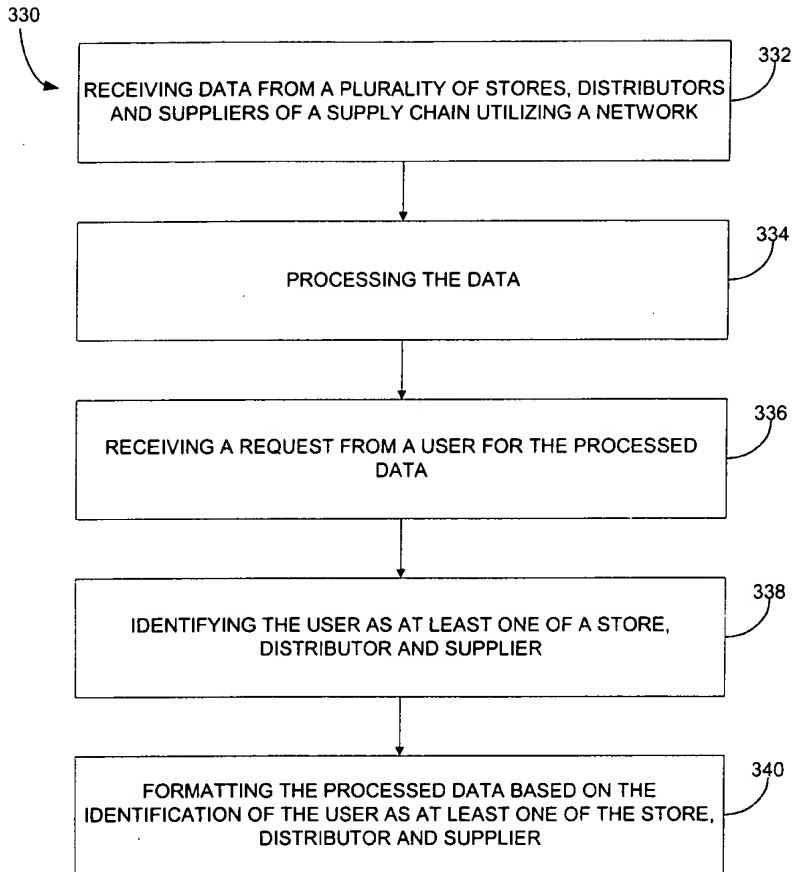 330
332
RECEIVING DATA FROM A PLURALITY OF STORES, DISTRIBUTORS
AND SUPPLIERS OF A SUPPLY CHAIN UTILIZING A NETWORK
334
PROCESSING THE DATA
336
RECEIVING A REQUEST FROM A USER FOR THE PROCESSED
DATA
338
IDENTIFYING THE USER AS AT LEAST ONE OF A STORE,
DISTRIBUTOR AND SUPPLIER
340
FORMATTING THE PROCESSED DATA BASED ON THE
IDENTIFICATION OF THE USER AS AT LEAST ONE OF THE STORE,
DISTRIBUTOR AND SUPPLIER